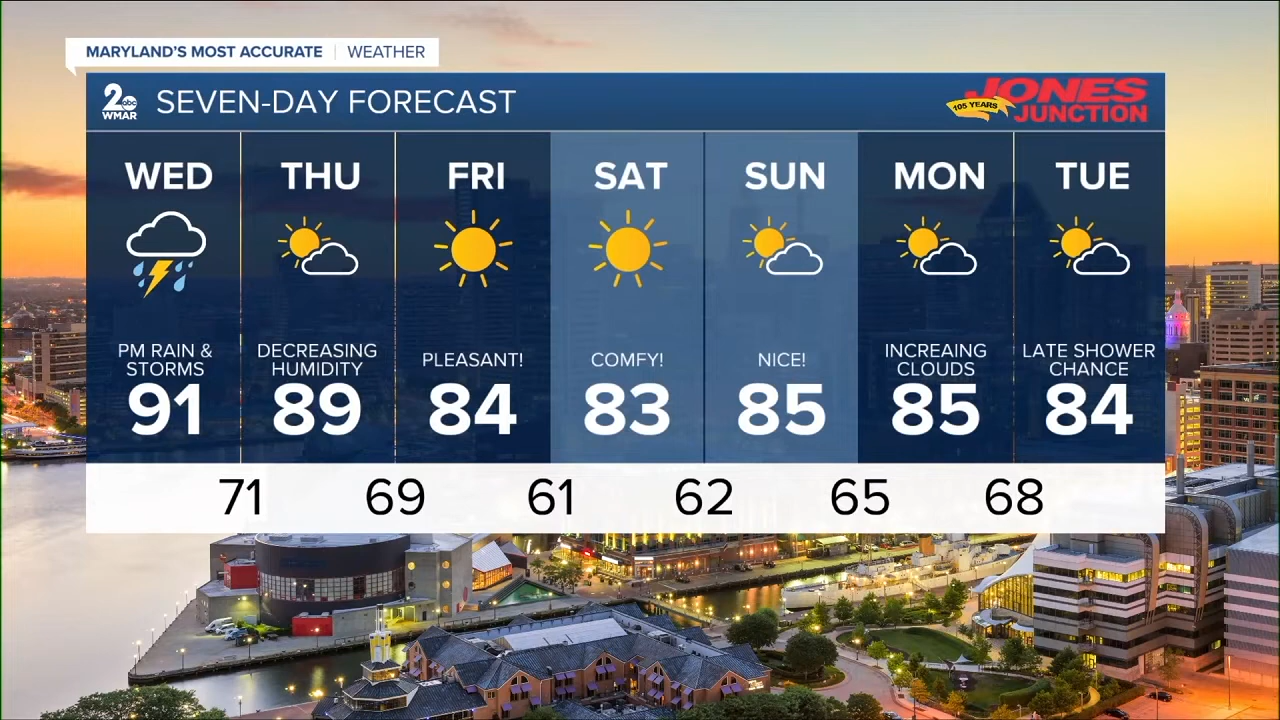 MARYLAND'S MOST ACCURATE | WEATHER
2 abc
WMAR
SEVEN-DAY FORECAST
105 YEARS
JONES
JUNCTION
WED
PM RAIN &
STORMS
91
THU
DECREASING
HUMIDITY
89
FRI
PLEASANT!
84
SAT
COMFY!
83
SUN
NICE!
85
MON
INCREAING
CLOUDS
85
TUE
LATE SHOWER
CHANCE
84
71 69 61 62 65 68